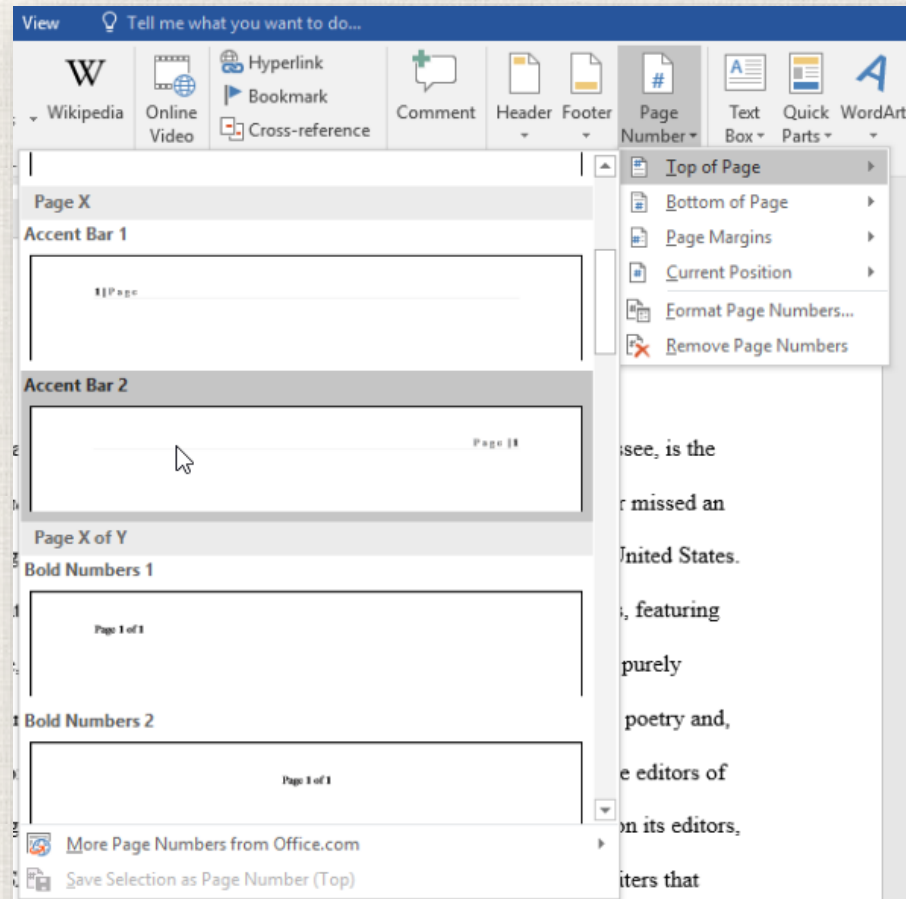 View Tell me what you want to do...
W
Wikipedia
Online Video
Hyperlink
Bookmark
Cross-reference
Comment
Header
Footer
#
Page Number
A
Text Box
Quick Parts
A
WordArt
Top of Page
Bottom of Page
Page Margins
Current Position
Format Page Numbers...
Remove Page Numbers
Page X
Accent Bar 1
1|Page
Accent Bar 2
Page |1
Page X of Y
Bold Numbers 1
Page 1 of 1
Bold Numbers 2
Page 1 of 1
More Page Numbers from Office.com
Save Selection as Page Number (Top)
ssee, is the
missed an
United States.
featuring
purely
poetry and,
editors of
on its editors,
that